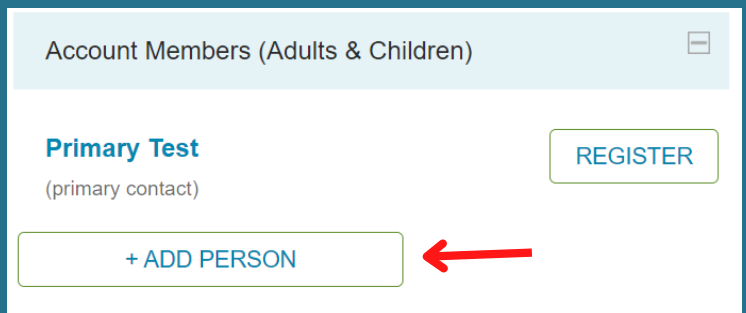 Account Members (Adults & Children)
Primary Test
REGISTER
(primary contact)
+ ADD PERSON